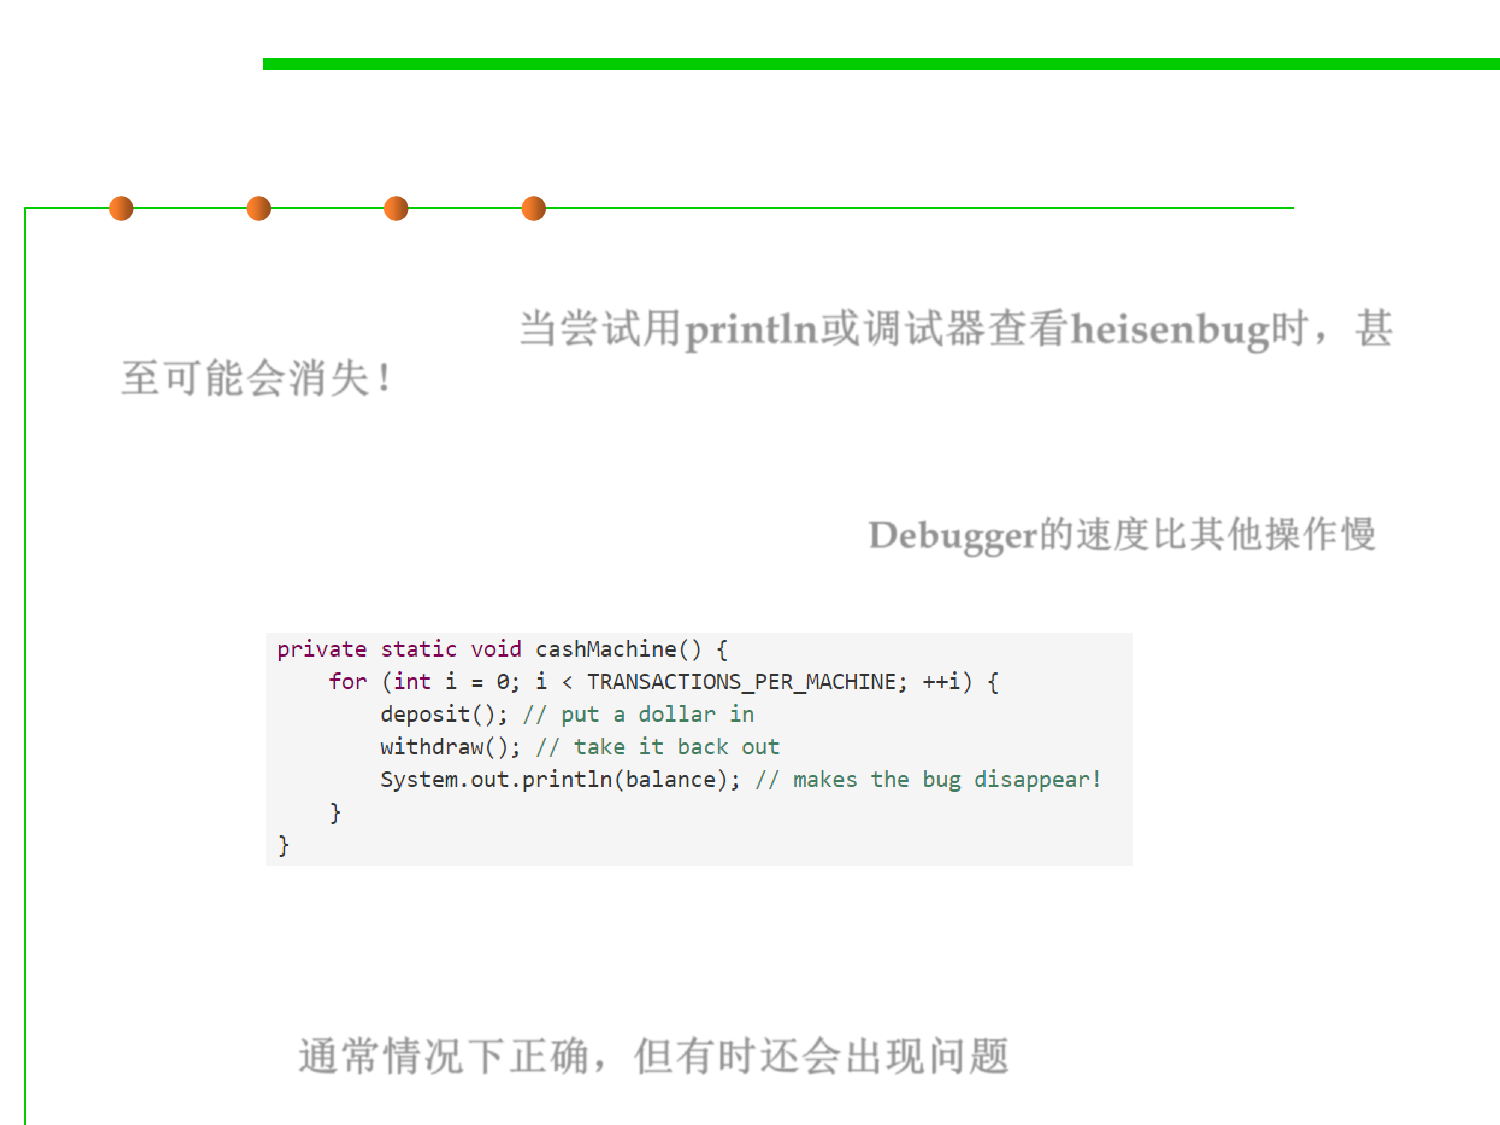 当尝试用println或调试器查看heisenbug时，甚
至可能会消失！
Debugger的速度比其他操作慢
private static void cashMachine() {
    for (int i = 0; i < TRANSACTIONS_PER_MACHINE; ++i) {
        deposit(); // put a dollar in
        withdraw(); // take it back out
        System.out.println(balance); // makes the bug disappear!
    }
}
通常情况下正确，但有时还会出现问题